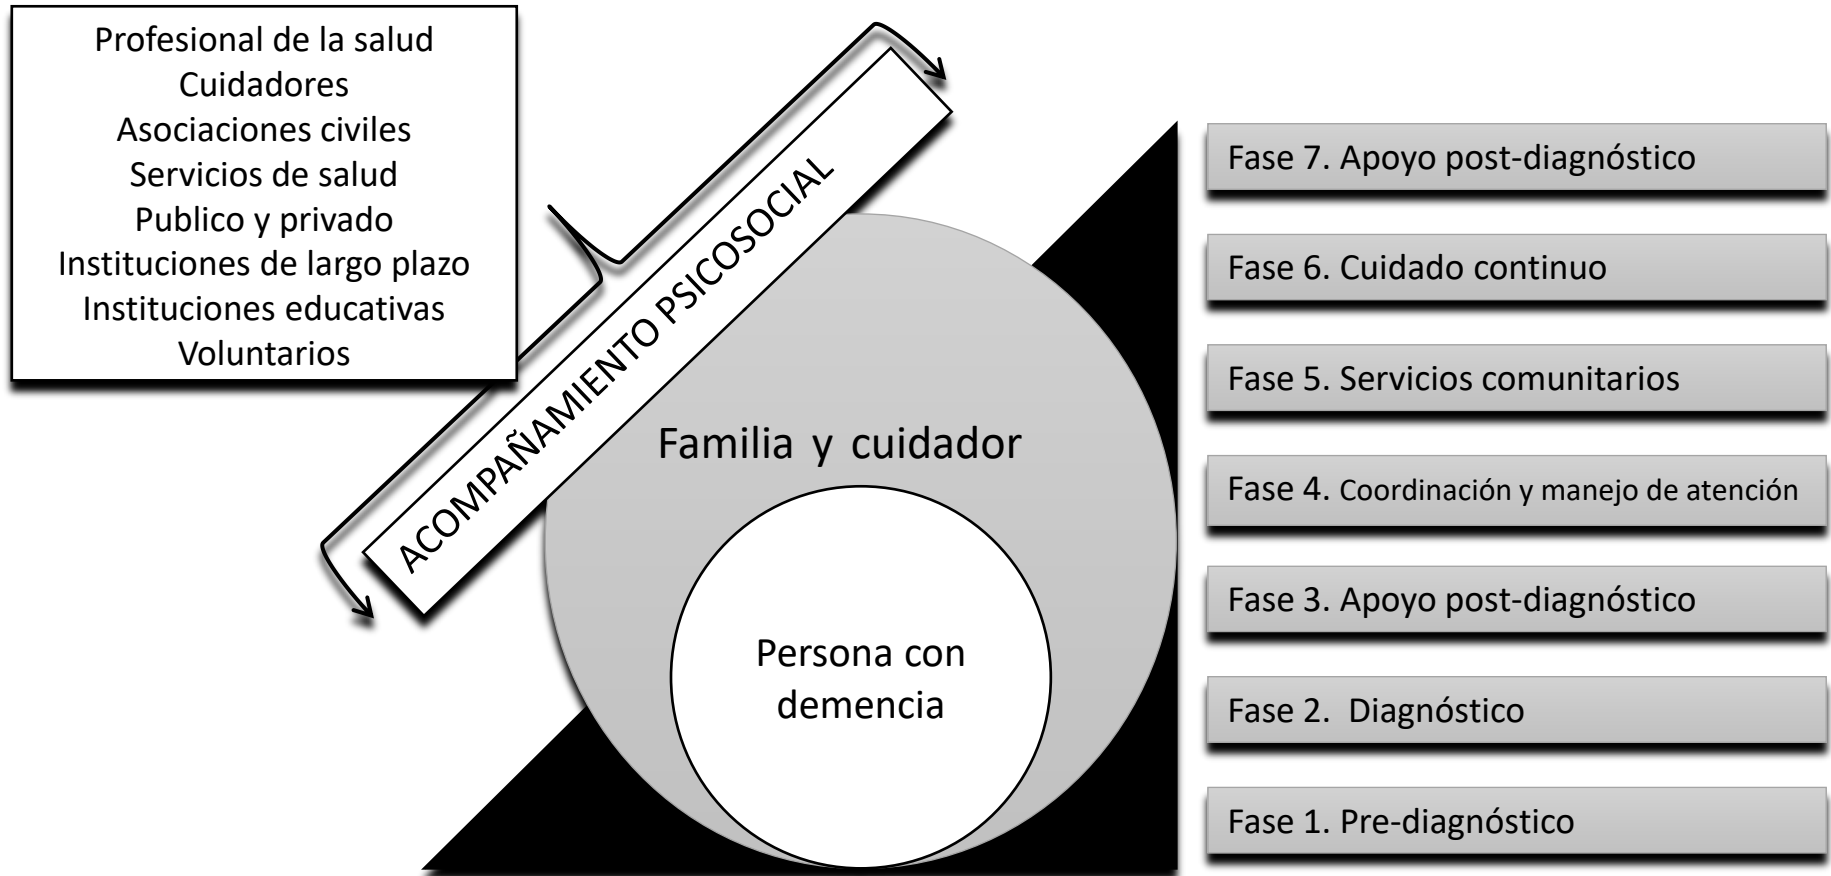 Profesional de la salud
Cuidadores
Asociaciones civiles
Servicios de salud
Publico y privado
Instituciones de largo plazo
Instituciones educativas
Voluntarios
ACOMPAÑAMIENTO PSICOSOCIAL
Familia y cuidador
Persona con
demencia
Fase 7. Apoyo post-diagnóstico
Fase 6. Cuidado continuo
Fase 5. Servicios comunitarios
Fase 4. Coordinación y manejo de atención
Fase 3. Apoyo post-diagnóstico
Fase 2. Diagnóstico
Fase 1. Pre-diagnóstico